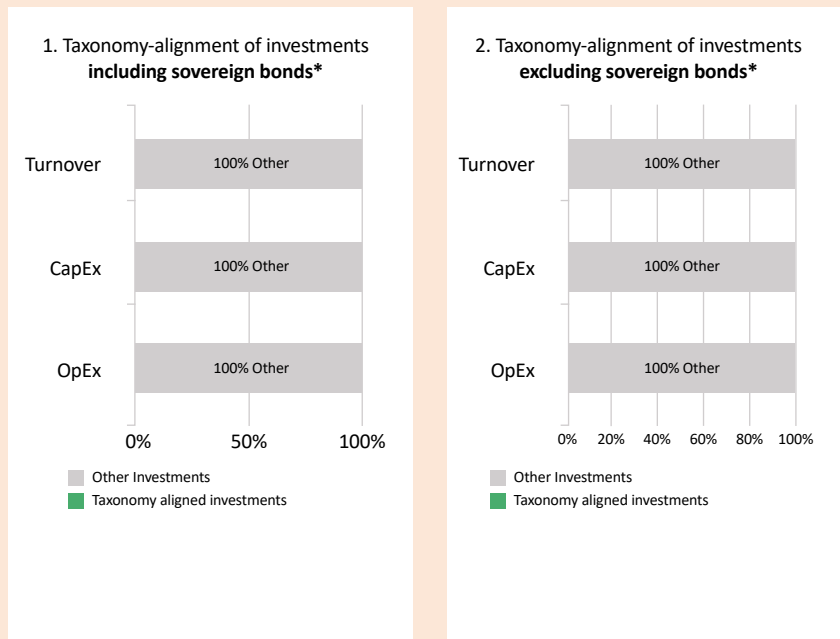 1. Taxonomy-alignment of investments
including sovereign bonds*
Turnover
100% Other
CapEx
100% Other
OpEx
100% Other
0% 50% 100%
Other Investments
Taxonomy aligned investments
2. Taxonomy-alignment of investments
excluding sovereign bonds*
Turnover
100% Other
CapEx
100% Other
OpEx
100% Other
0% 20% 40% 60% 80% 100%
Other Investments
Taxonomy aligned investments